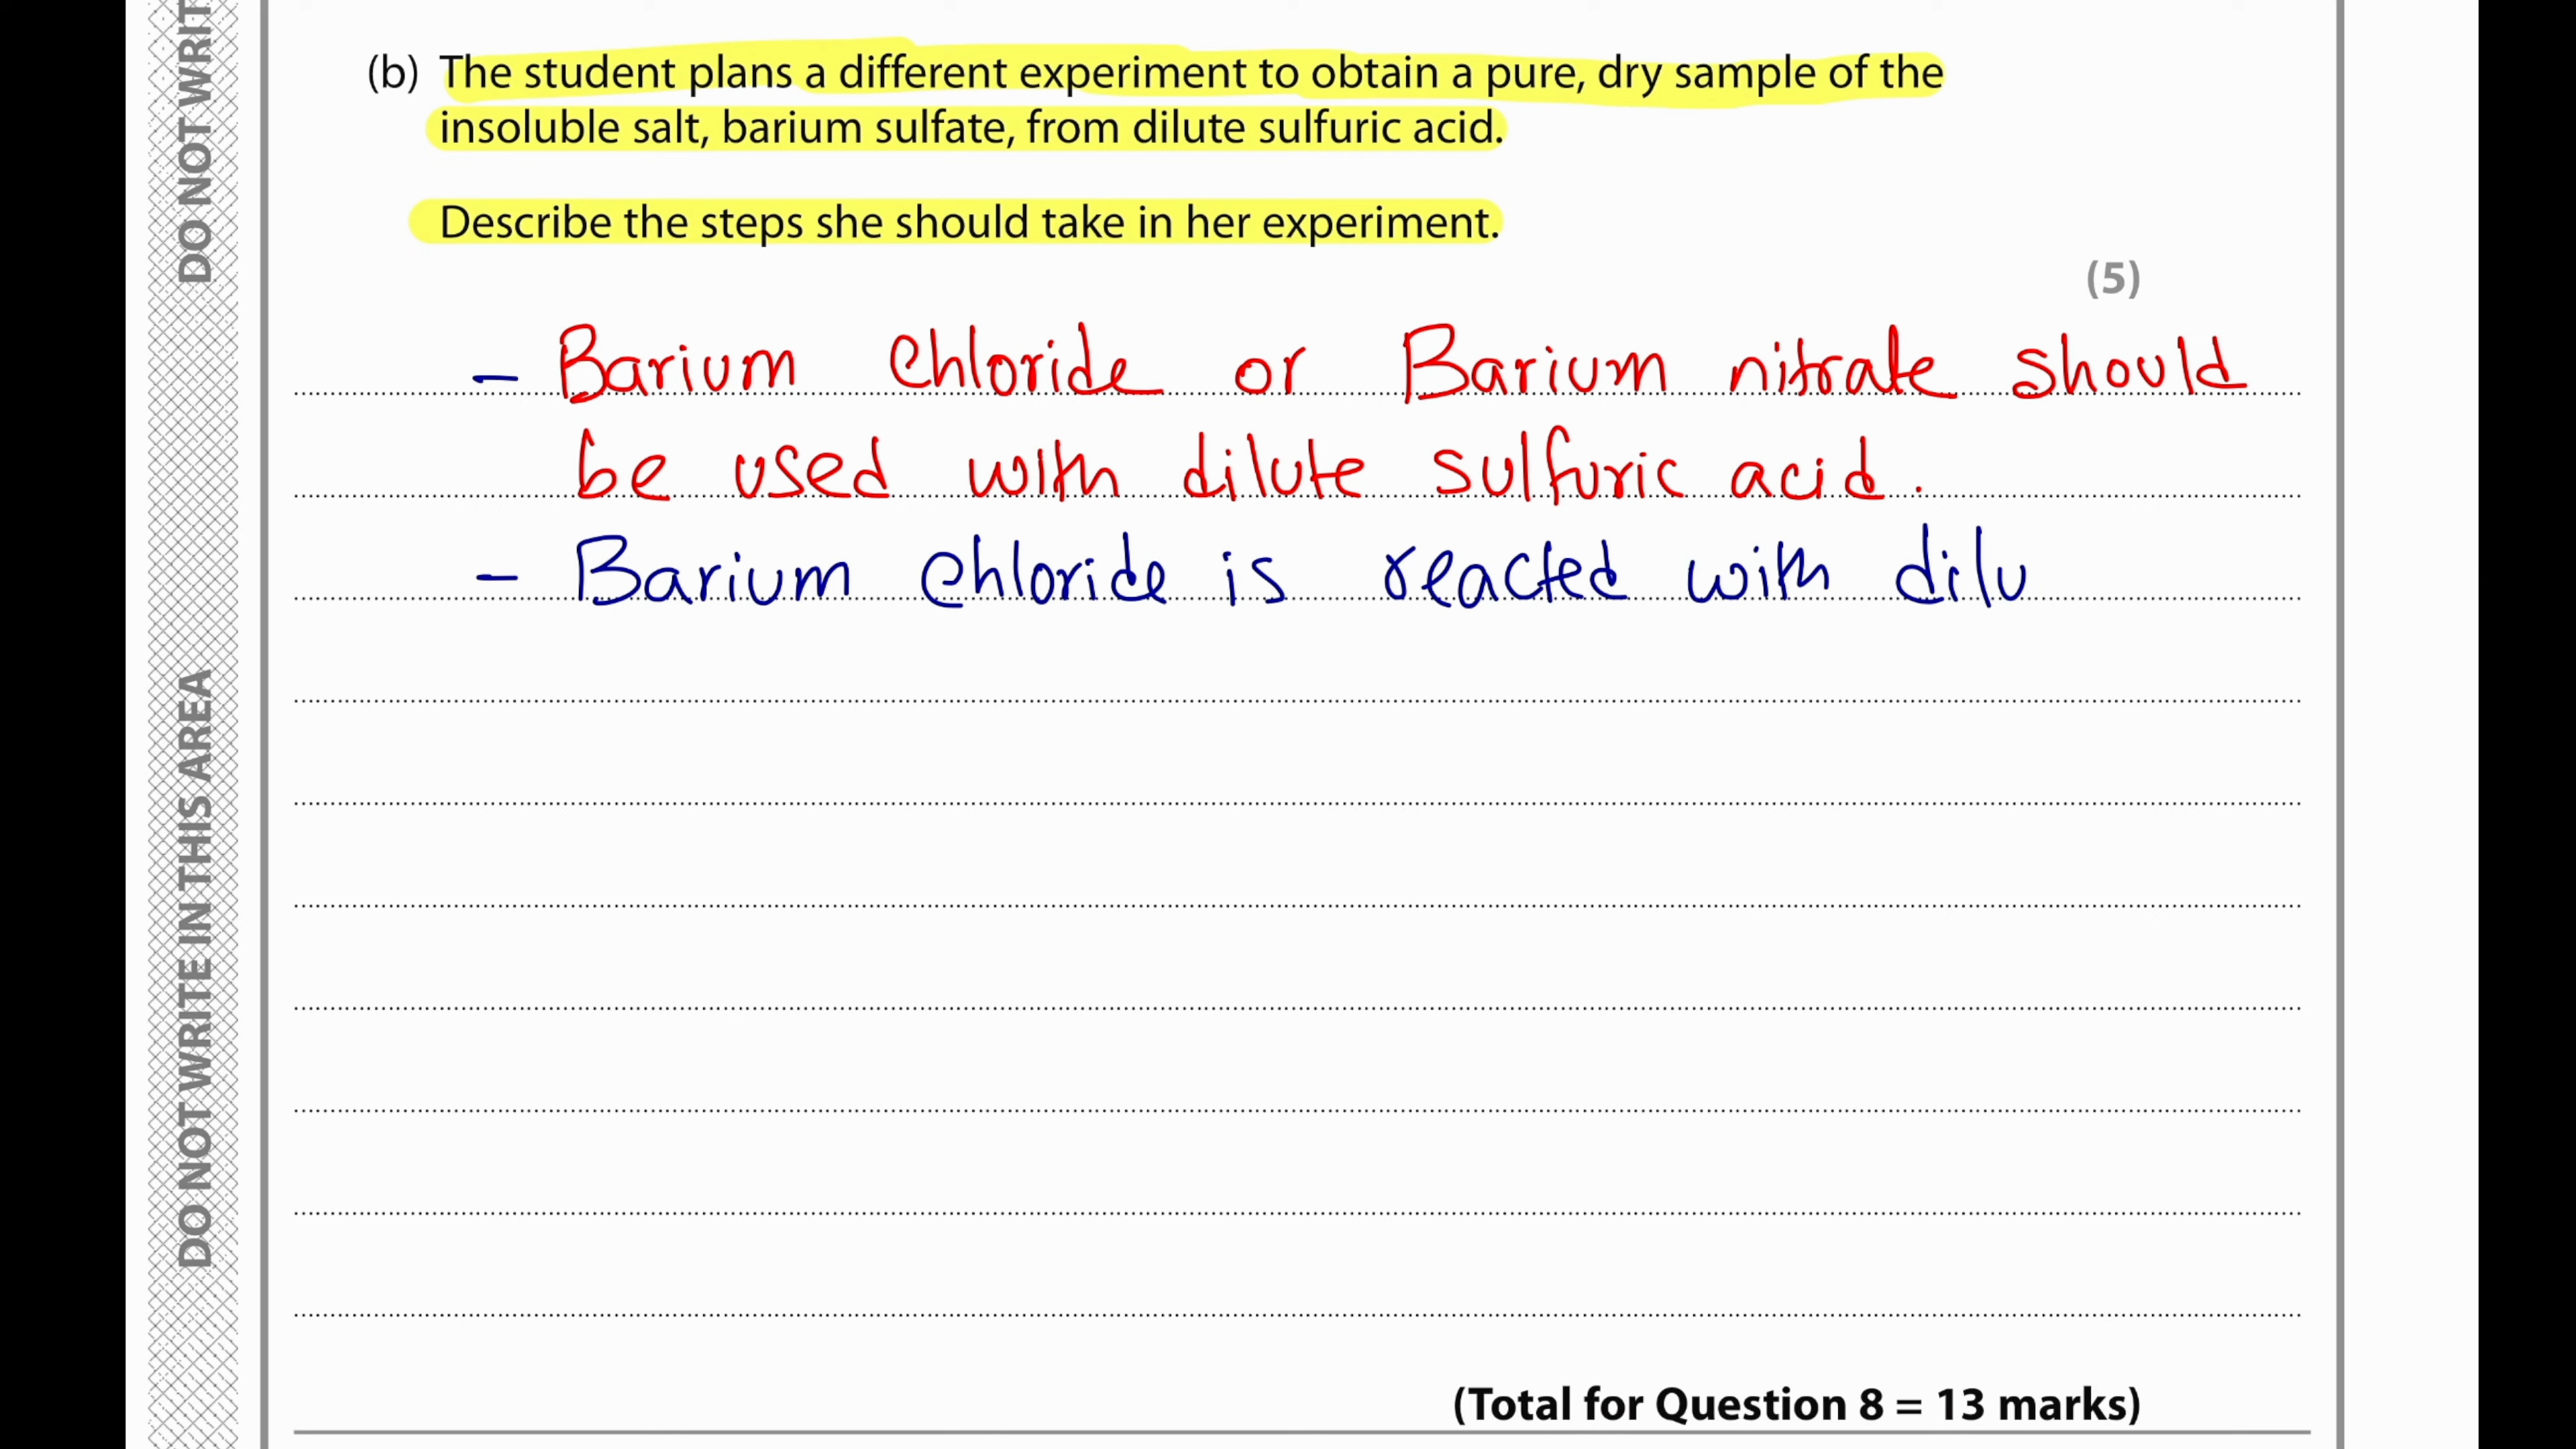 DO NOT WRIT
DO NOT WRITE IN THIS AREA
(b) The student plans a different experiment to obtain a pure, dry sample of the
insoluble salt, barium sulfate, from dilute sulfuric acid.
Describe the steps she should take in her experiment.
(5)
- Barium chloride or Barium nitrate should
be used with dilute sulfuric acid.
- Barium chloride is reacted with dilu
(Total for Question 8 = 13 marks)